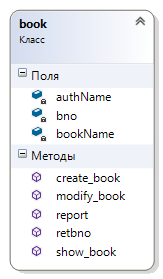 book
Класс
Поля
authName
bno
bookName
Методы
create_book
modify_book
report
retbno
show_book